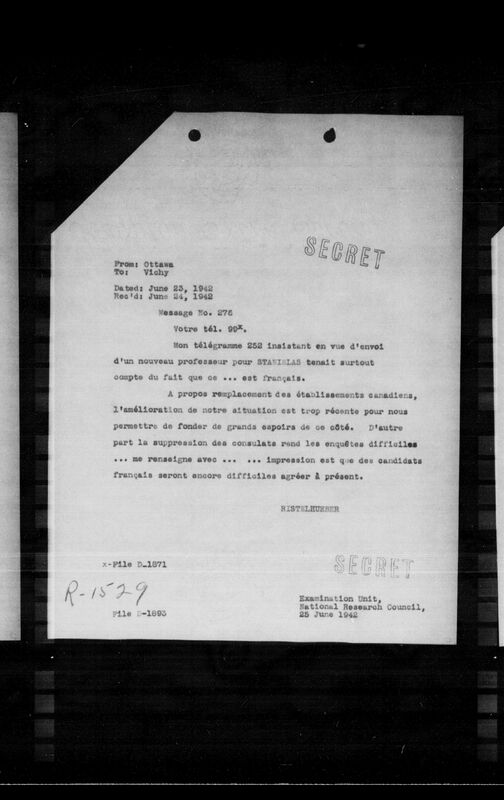 SECRET
From: Ottawa
To: Vichy
Dated: June 23, 1942
Rec'd: June 24, 1942
Message No. 275
Votre tél. 99x.
Mon télégramme 252 insistant en vue d'envoi
d'un nouveau professeur pour STANISLAS tenait surtout
compte du fait que ce ... est français.
A propos remplacement des établissements canadiens,
l'amélioration de notre situation est trop récente pour nous
permettre de fonder de grands espoirs de ce côté. D'autre
part la suppression des consulats rend les enquêtes difficiles
... me renseigne avec ... ... impression est que des candidats
français seront encore difficiles agréer à présent.
RISTELHUEBER
x-File D-1871
SECRET
R-1529
File D-1893
Examination Unit,
National Research Council,
25 June 1942